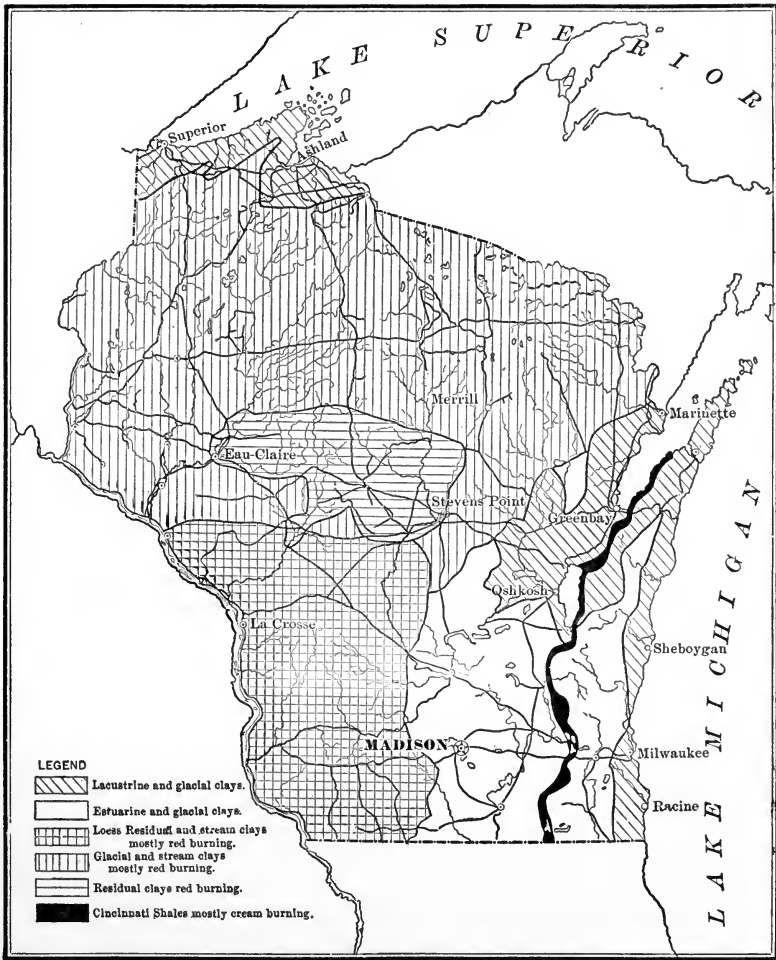 LAKE SUPERIOR
Superior
Ashland
Merrill
Marinette
Eau-Claire
Stevens Point
Greenbay
Oshkosh
La Crosse
Sheboygan
LAKE MICHIGAN
MADISON
Milwaukee
Racine
LEGEND
Lacustrine and glacial clays.
Estuarine and glacial clays.
Loess Residual and stream clays
mostly red burning.
Glacial and stream clays
mostly red burning.
Residual clays red burning.
Cincinnati Shales mostly cream burning.